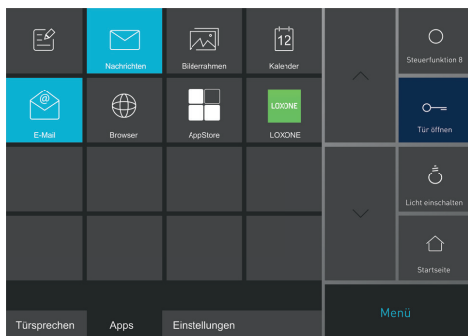 12
Steuerfunktion 8
Nachrichten
Bilderrahmen
Kalender
@
LOXONE
Tür öffnen
E-Mail
Browser
AppStore
LOXONE
Licht einschalten
Startseite
Menü
Türsprechen
Apps
Einstellungen